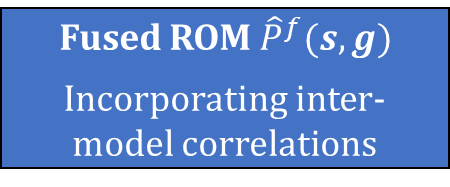 Fused ROM P̂ᶠ(s,g)
Incorporating inter-
model correlations